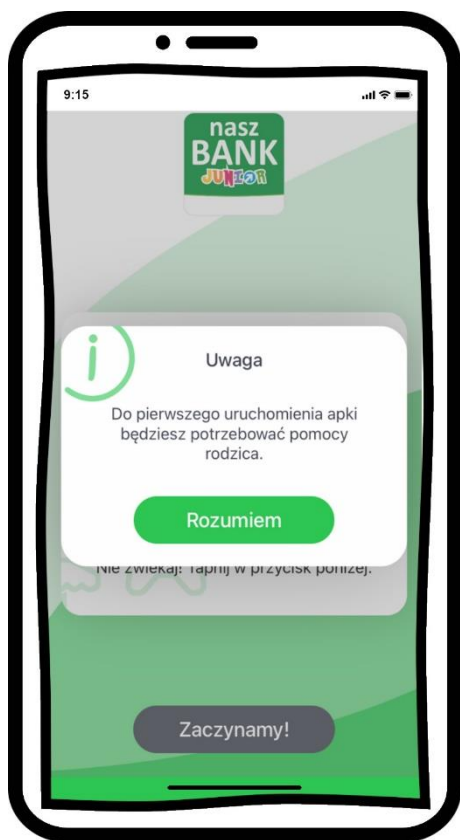 9:15
nasz
BANK
JUNIOR
Uwaga
Do pierwszego uruchomienia apki
będziesz potrzebować pomocy
rodzica.
Rozumiem
Nie zwlekaj! Tapnij w przycisk poniżej.
Zaczynamy!